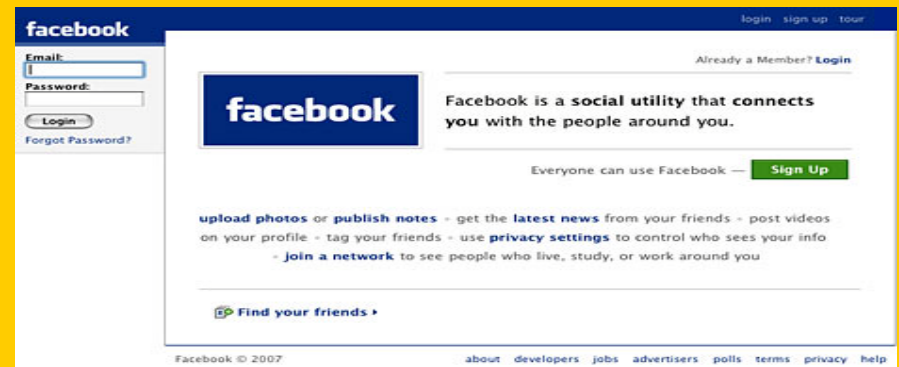 facebook
login sign up tour
Email:
Password:
Login
Forgot Password?
Already a Member? Login
facebook
Facebook is a social utility that connects
you with the people around you.
Everyone can use Facebook — Sign Up
upload photos or publish notes - get the latest news from your friends - post videos
on your profile - tag your friends - use privacy settings to control who sees your info
- join a network to see people who live, study, or work around you
Find your friends ▸
Facebook © 2007
about developers jobs advertisers polls terms privacy help